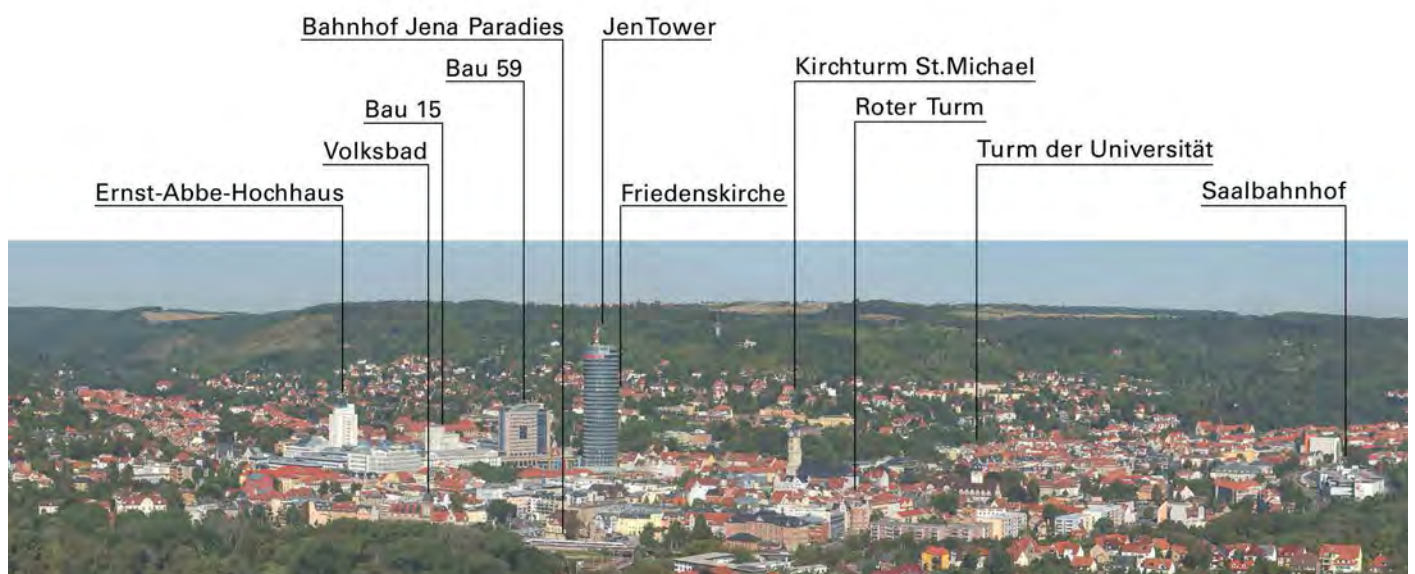 Bahnhof Jena Paradies
JenTower
Bau 59
Kirchturm St.Michael
Bau 15
Roter Turm
Volksbad
Turm der Universität
Ernst-Abbe-Hochhaus
Friedenskirche
Saalbahnhof